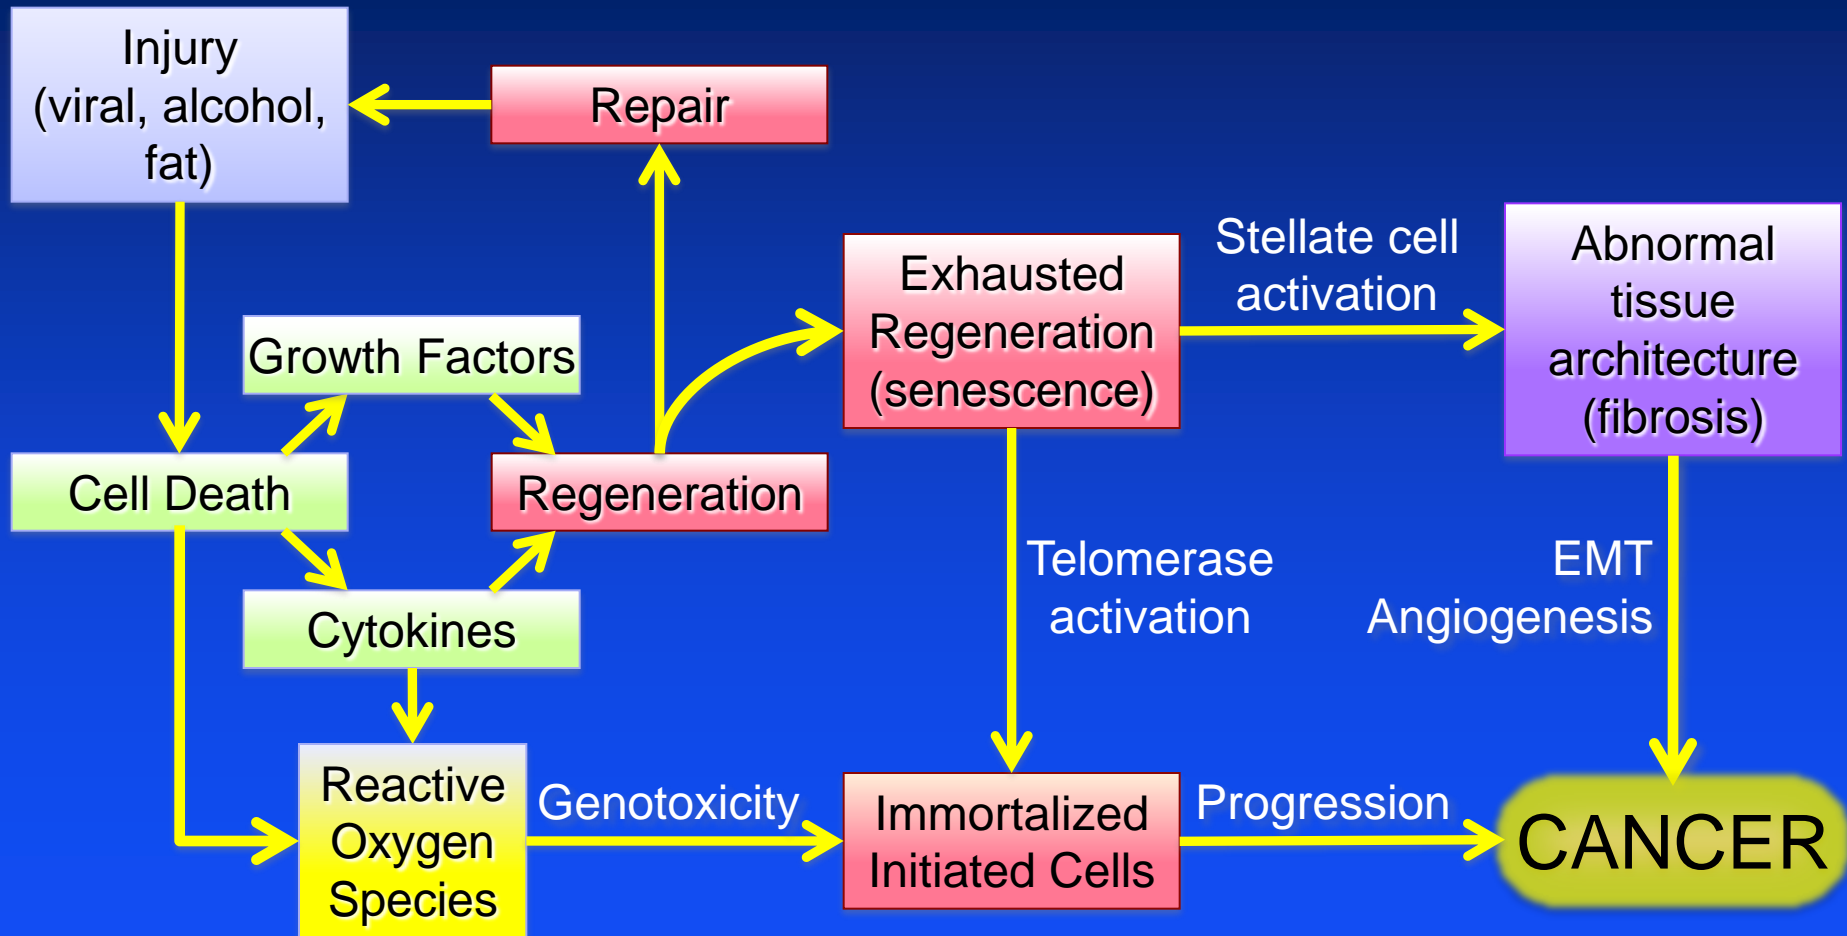 Injury
(viral, alcohol,
fat)
Repair
Growth Factors
Cell Death
Regeneration
Cytokines
Exhausted
Regeneration
(senescence)
Stellate cell
activation
Abnormal
tissue
architecture
(fibrosis)
Telomerase
activation
EMT
Angiogenesis
Reactive
Oxygen
Species
Genotoxicity
Immortalized
Initiated Cells
Progression
CANCER